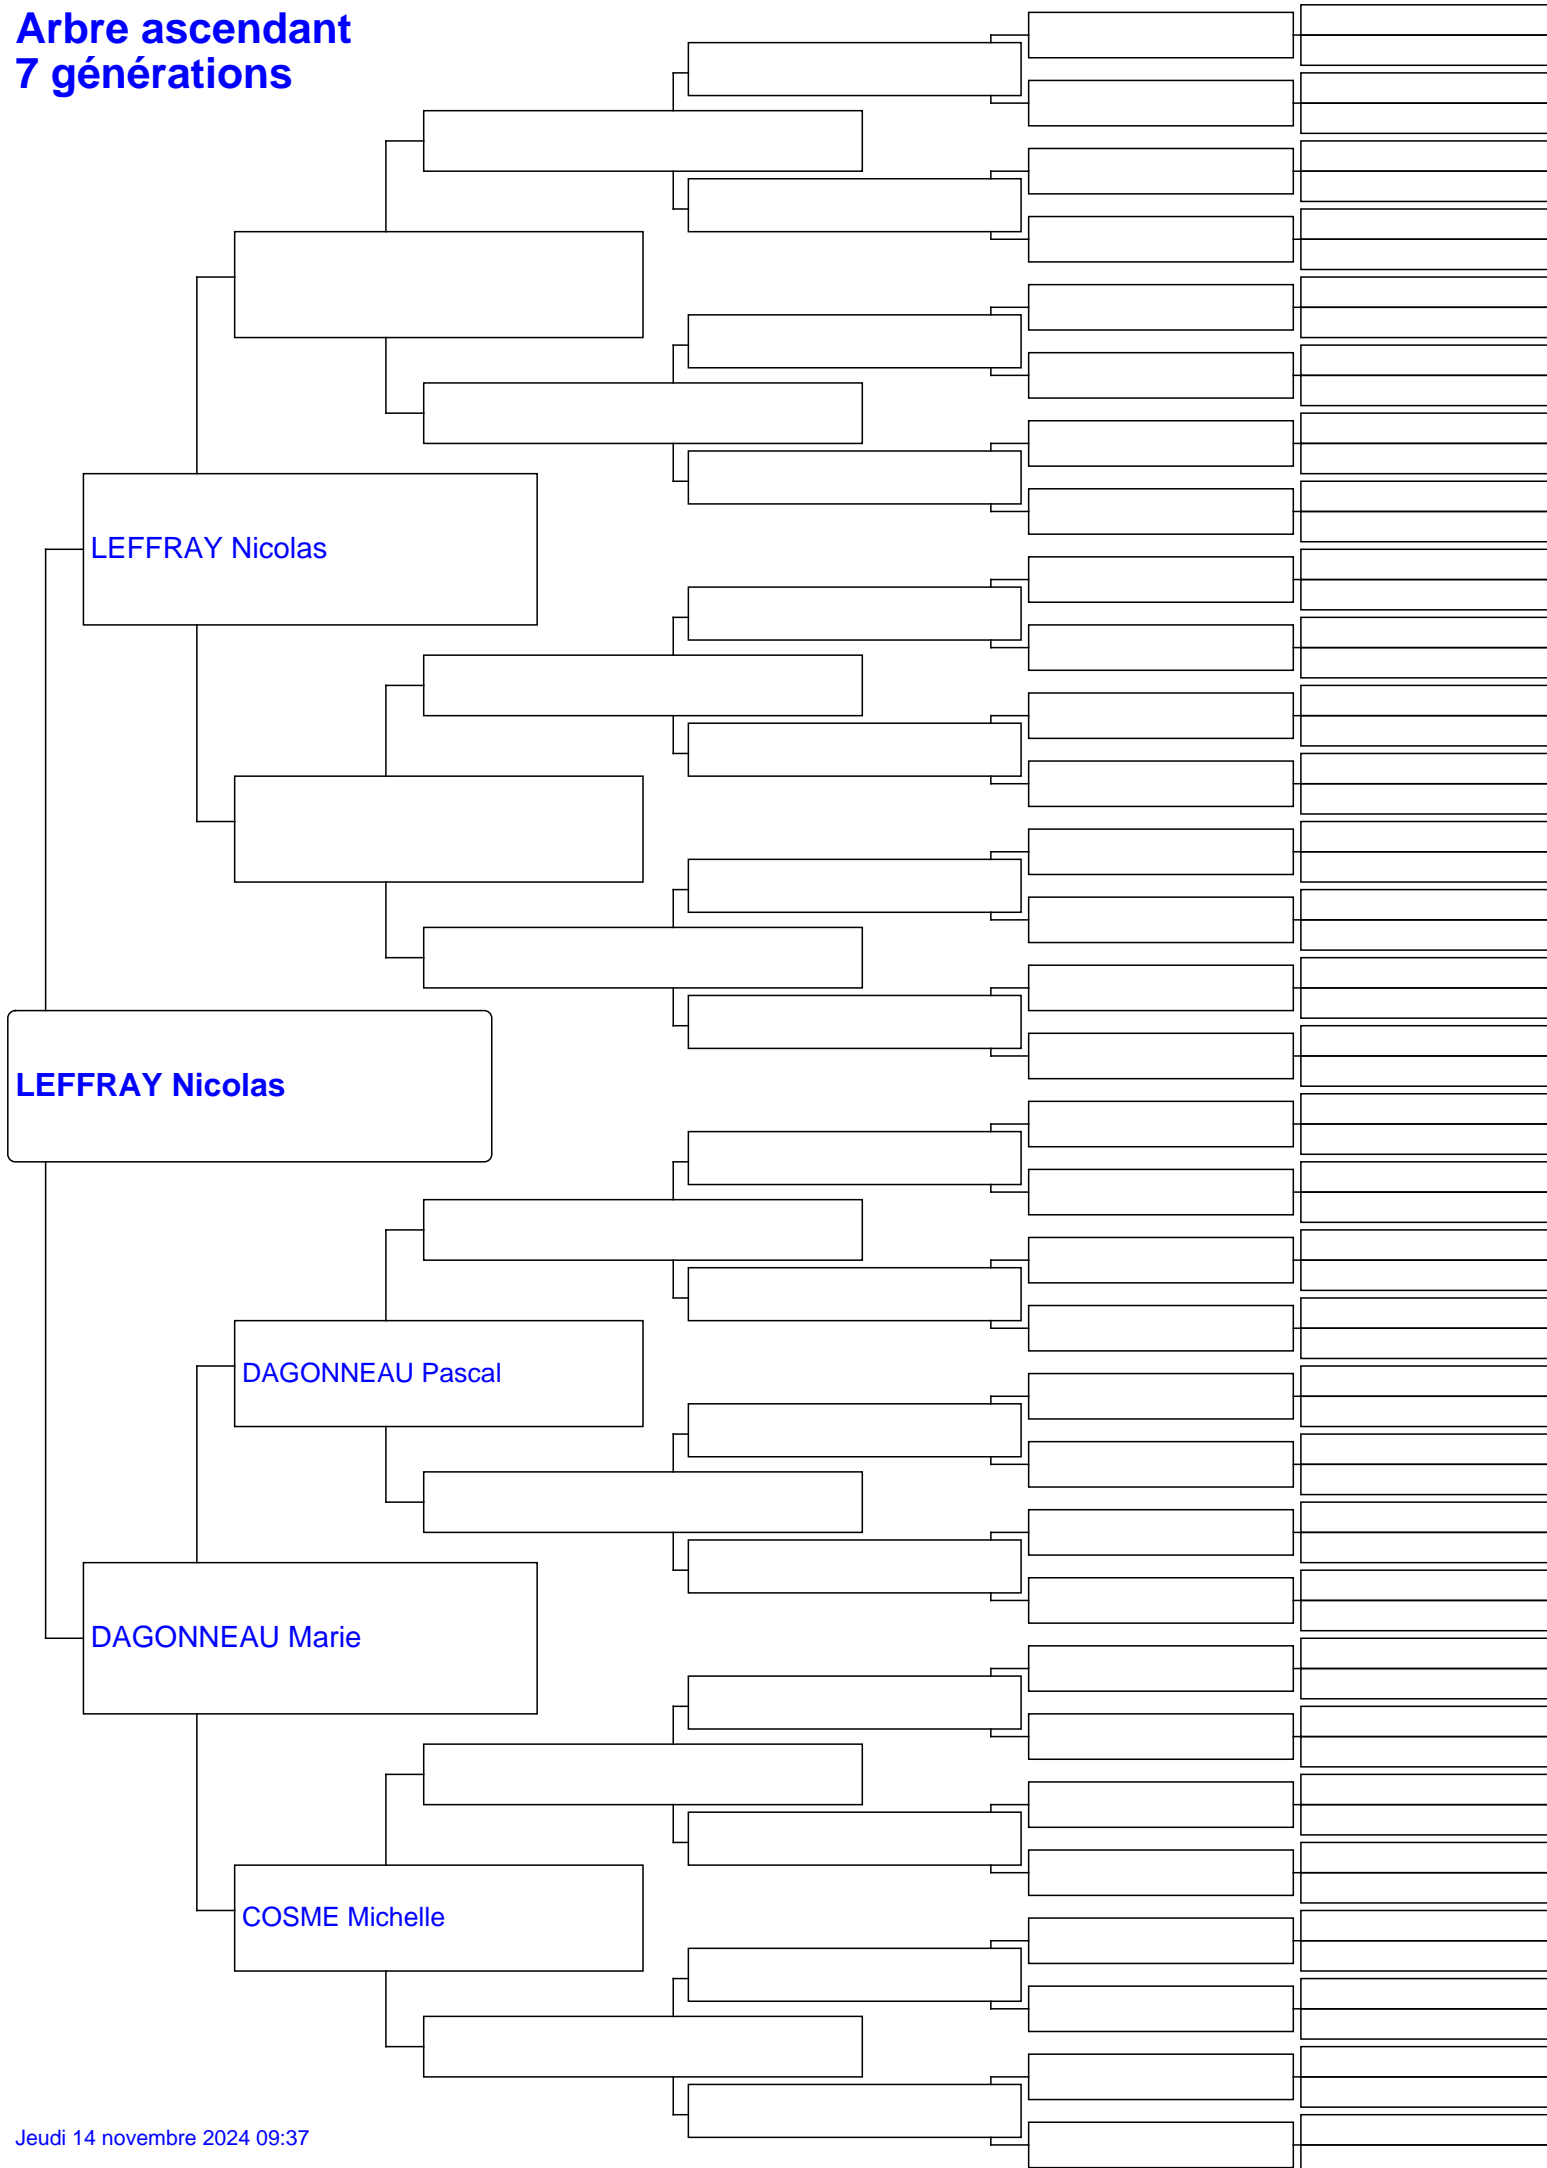 Arbre ascendant
7 générations
LEFFRAY Nicolas
LEFFRAY Nicolas
DAGONNEAU Pascal
DAGONNEAU Marie
COSME Michelle
Jeudi 14 novembre 2024 09:37